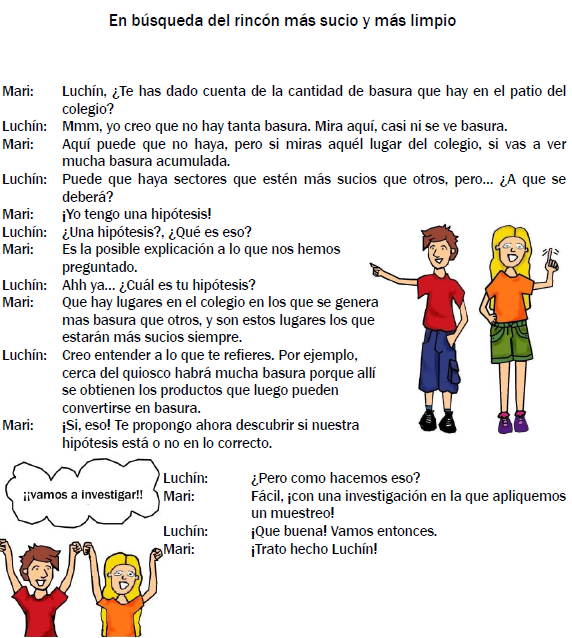 En búsqueda del rincón más sucio y más limpio
Mari: Luchín, ¿Te has dado cuenta de la cantidad de basura que hay en el patio del
colegio?
Luchín: Mmm, yo creo que no hay tanta basura. Mira aquí, casi ni se ve basura.
Mari: Aquí puede que no haya, pero si miras aquél lugar del colegio, si vas a ver
mucha basura acumulada.
Luchín: Puede que haya sectores que estén más sucios que otros, pero... ¿A que se
deberá?
Mari: ¡Yo tengo una hipótesis!
Luchín: ¿Una hipótesis?, ¿Qué es eso?
Mari: Es la posible explicación a lo que nos hemos
preguntado.
Luchín: Ahh ya... ¿Cuál es tu hipótesis?
Mari: Que hay lugares en el colegio en los que se genera
mas basura que otros, y son estos lugares los que
estarán más sucios siempre.
Luchín: Creo entender a lo que te refieres. Por ejemplo,
cerca del quiosco habrá mucha basura porque allí
se obtienen los productos que luego pueden
convertirse en basura.
Mari: ¡Si, eso! Te propongo ahora descubrir si nuestra
hipótesis está o no en lo correcto.
Luchín: ¿Pero como hacemos eso?
¡¡vamos a investigar!!
Mari: Fácil, ¡con una investigación en la que apliquemos
un muestreo!
Luchín: ¡Que buena! Vamos entonces.
Mari: ¡Trato hecho Luchín!